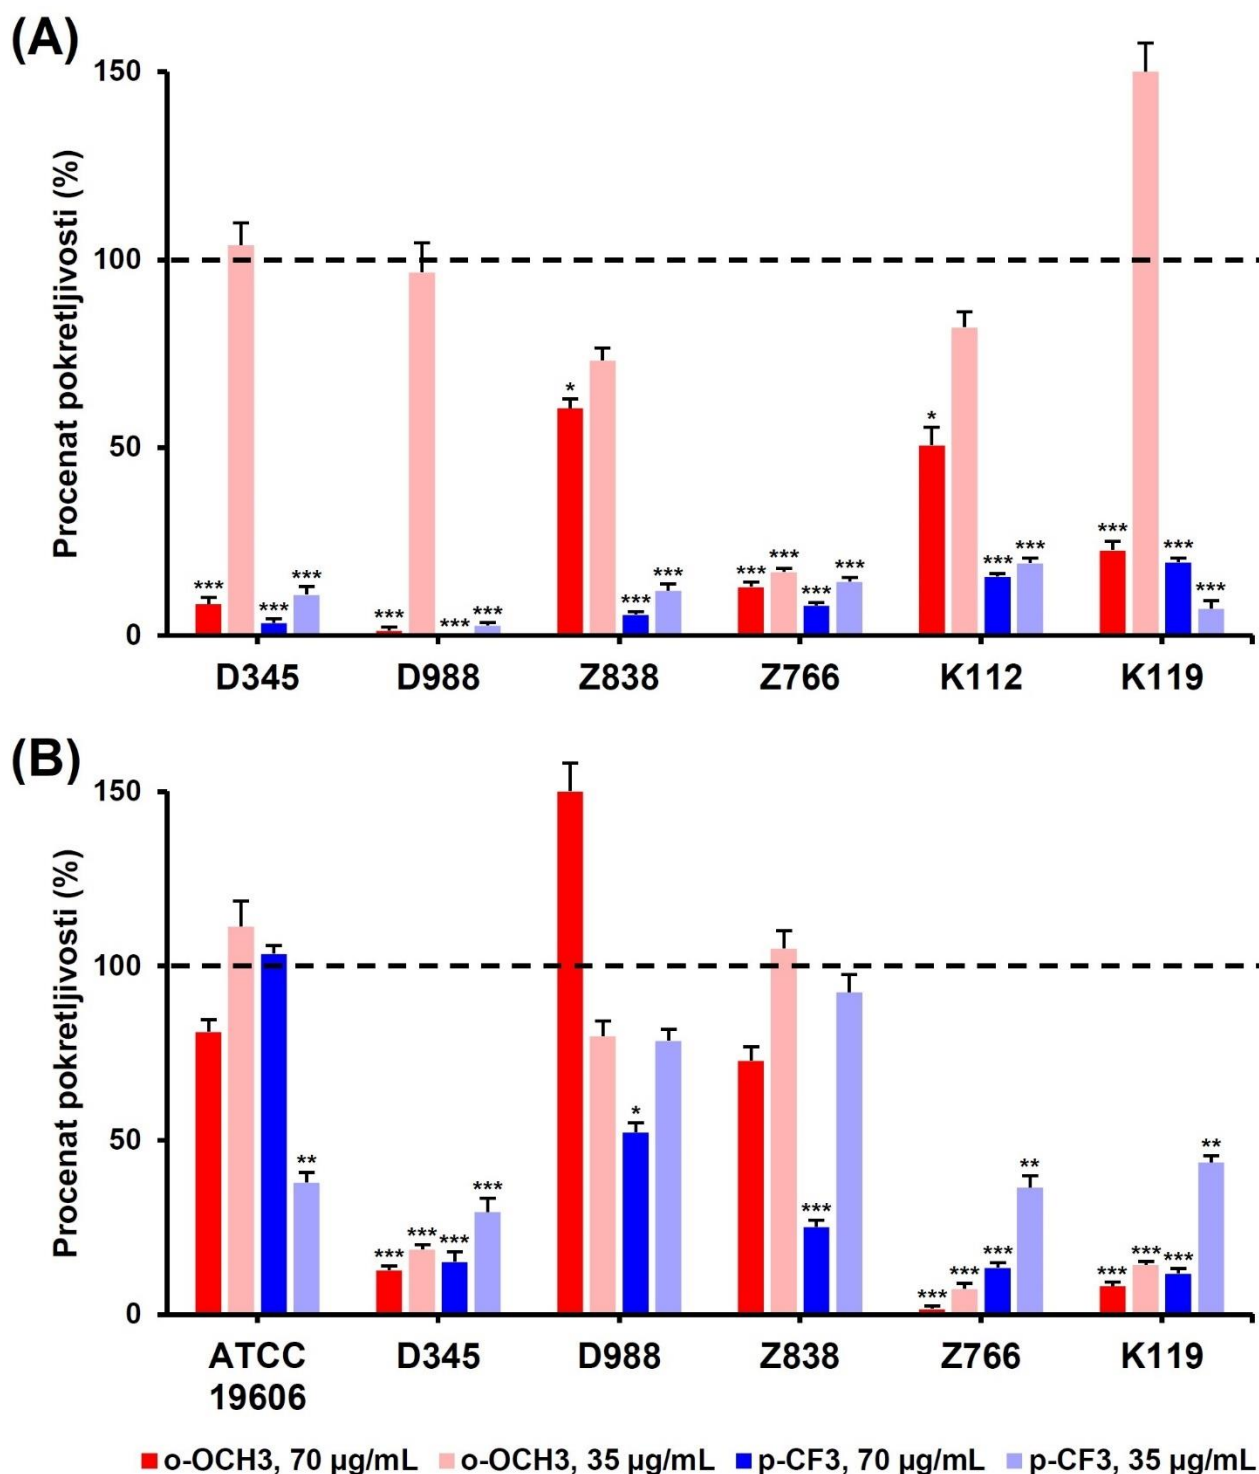 (A)
Procenat pokretljivosti (%)
150
100
50
0
*** *** ***
*** *** ***
* *** ***
*** *** *** ***
* *** ***
*** *** ***
D345 D988 Z838 Z766 K112 K119
(B)
Procenat pokretljivosti (%)
150
100
50
0
**
*** *** *** ***
*
***
*** *** *** **
*** *** *** **
ATCC 19606 D345 D988 Z838 Z766 K119
o-OCH3, 70 µg/mL o-OCH3, 35 µg/mL p-CF3, 70 µg/mL p-CF3, 35 µg/mL